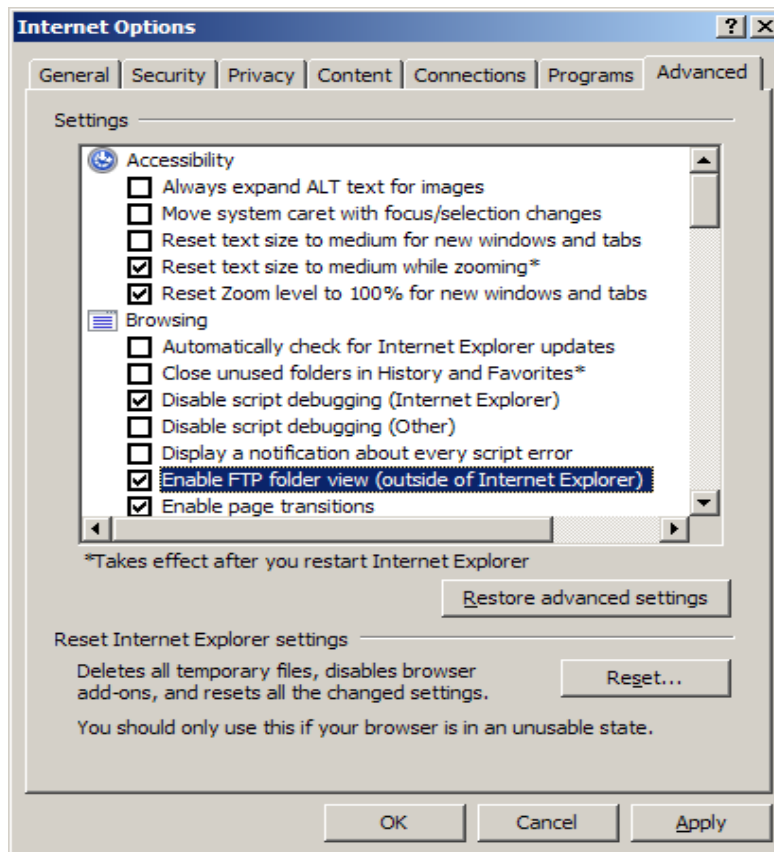 Internet Options
General Security Privacy Content Connections Programs Advanced
Settings
Accessibility
Always expand ALT text for images
Move system caret with focus/selection changes
Reset text size to medium for new windows and tabs
Reset text size to medium while zooming*
Reset Zoom level to 100% for new windows and tabs
Browsing
Automatically check for Internet Explorer updates
Close unused folders in History and Favorites*
Disable script debugging (Internet Explorer)
Disable script debugging (Other)
Display a notification about every script error
Enable FTP folder view (outside of Internet Explorer)
Enable page transitions
*Takes effect after you restart Internet Explorer
Restore advanced settings
Reset Internet Explorer settings
Deletes all temporary files, disables browser
add-ons, and resets all the changed settings.
Reset...
You should only use this if your browser is in an unusable state.
OK Cancel Apply